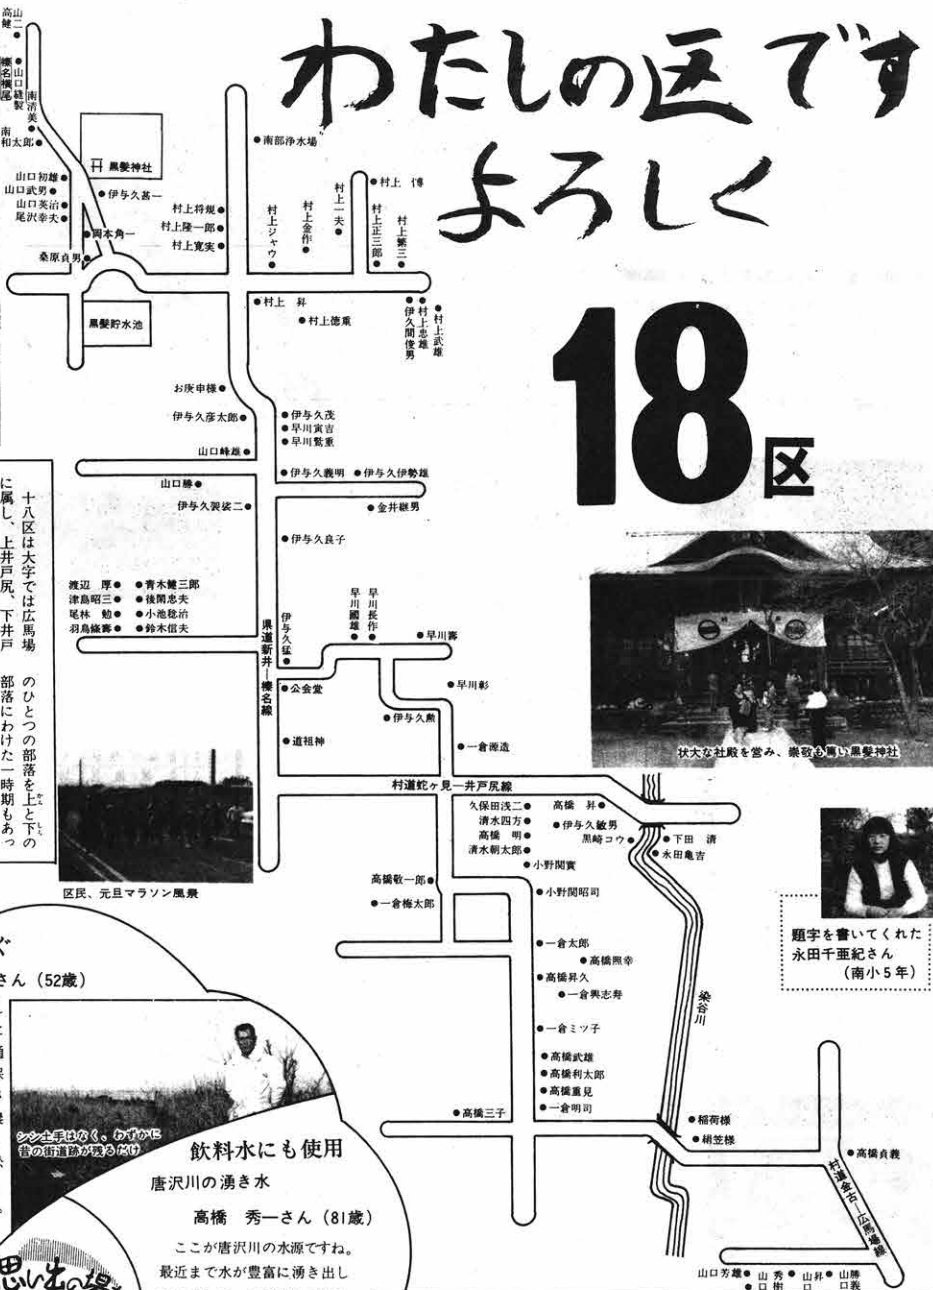 わたしの区です
よろしく
18区
山口縫製
榛名横尾
南清美
南
和太郎
黒髪神社
山口初雄
山口武男
山口英治
尾沢幸夫
伊与久甚一
岡本角一
桑原貞男
黒髪貯水池
南部浄水場
村上将規
村上隆一郎
村上寛実
村上ジャウ
村上金作
村上一夫
村上 博
村上正三郎
村上繁三
村上 昇
村上徳重
伊久間俊男
村上忠雄
村上武雄
お庚申様
伊与久彦太郎
伊与久茂
早川寅吉
早川鷲重
山口峰雄
伊与久義明
伊与久伊勢雄
山口勝
伊与久袈裟二
金井継男
伊与久良子
渡辺 厚
青木健三郎
津島昭三
後閑忠夫
尾林 勉
小池稔治
羽鳥條壽
鈴木信夫
県道新井―榛名線
伊与久猛
早川國雄
早川長作
早川壽
公会堂
早川彰
伊与久勲
道祖神
一倉源造
村道蛇ヶ見―井戸尻線
久保田浅二
清水四方
高橋 明
清水朝太郎
高橋 昇
伊与久敏男
黒崎コウ
下田 清
永田亀吉
小野関實
高橋敬一郎
一倉梅太郎
小野関昭司
一倉太郎
高橋照幸
高橋昇久
一倉興志寿
一倉ミツ子
高橋武雄
高橋利太郎
高橋重見
一倉明司
高橋三子
染谷川
稲荷様
絹笠様
高橋貞義
村道金古―広馬場線
山口芳雄
十八区は大字では広馬場
に属し、上井戸尻、下井戸
のひとつの部落を上と下の
部落にわけた一時期もあっ
区民、元旦マラソン風景
状大な社殿を営み、崇敬も篤い黒髪神社
題字を書いてくれた
永田千亜紀さん
(南小5年)
さん(52歳)
シシ土手はなく、わずかに
昔の街道跡が残るだけ
飲料水にも使用
唐沢川の湧き水
高橋 秀一さん(81歳)
ここが唐沢川の水源ですね。
最近まで水が豊富に湧き出し
思い出の場